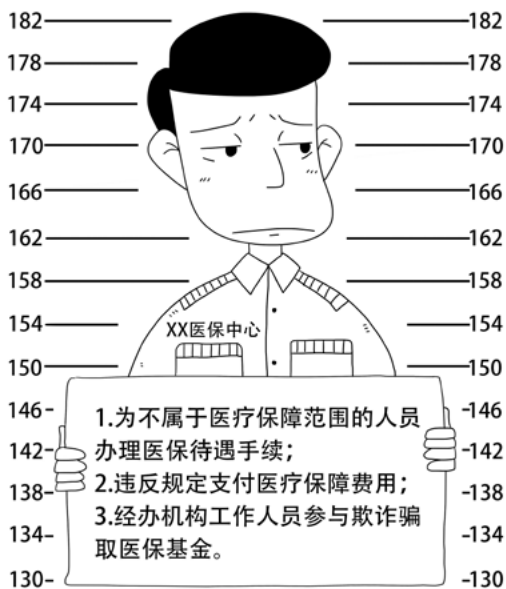 182 182
178 178
174 174
170 170
166 166
162 162
158 158
154 154
XX医保中心
150 150
146 146
1.为不属于医疗保障范围的人员
142 142
办理医保待遇手续；
2.违反规定支付医疗保障费用；
138 138
3.经办机构工作人员参与欺诈骗
134 134
取医保基金。
130 130